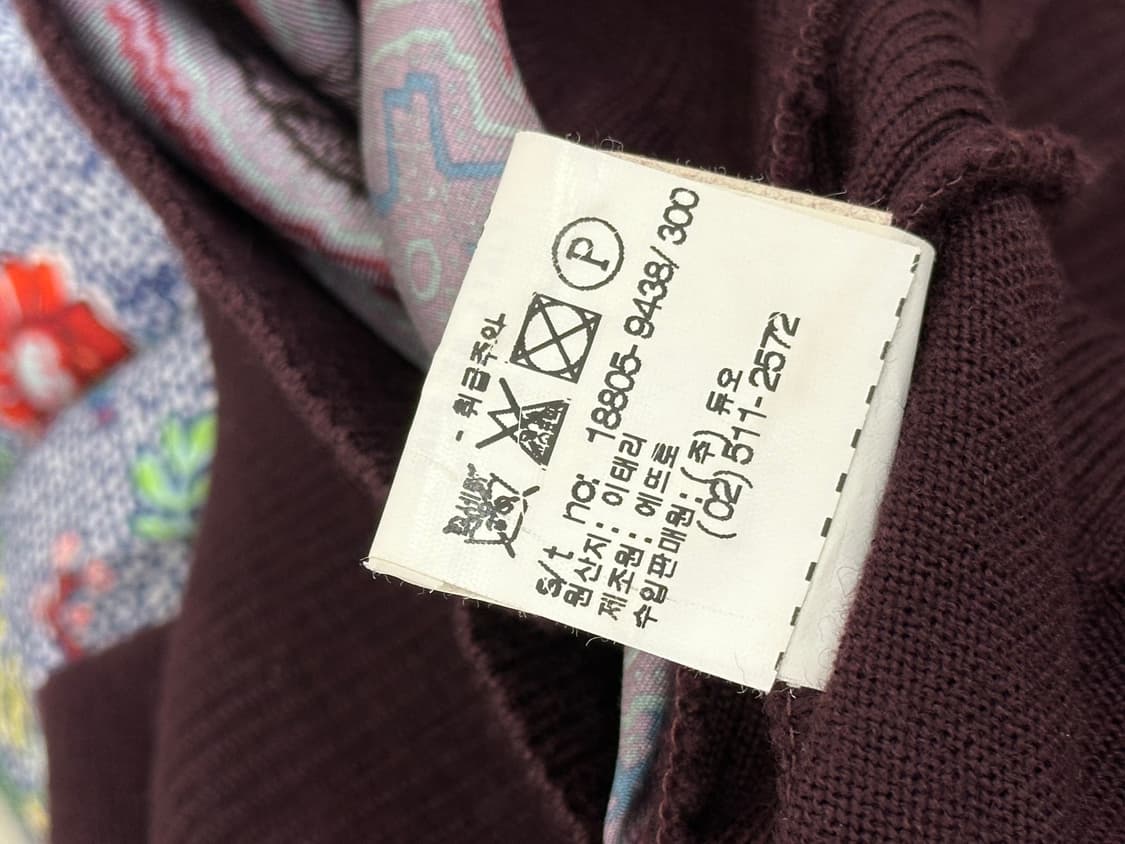 - 취급주의
P
s/t no: 18805-9438/300
원산지: 이태리
제조원: 에뜨로
수입판매원: (주) 듀오
(02) 511-2572